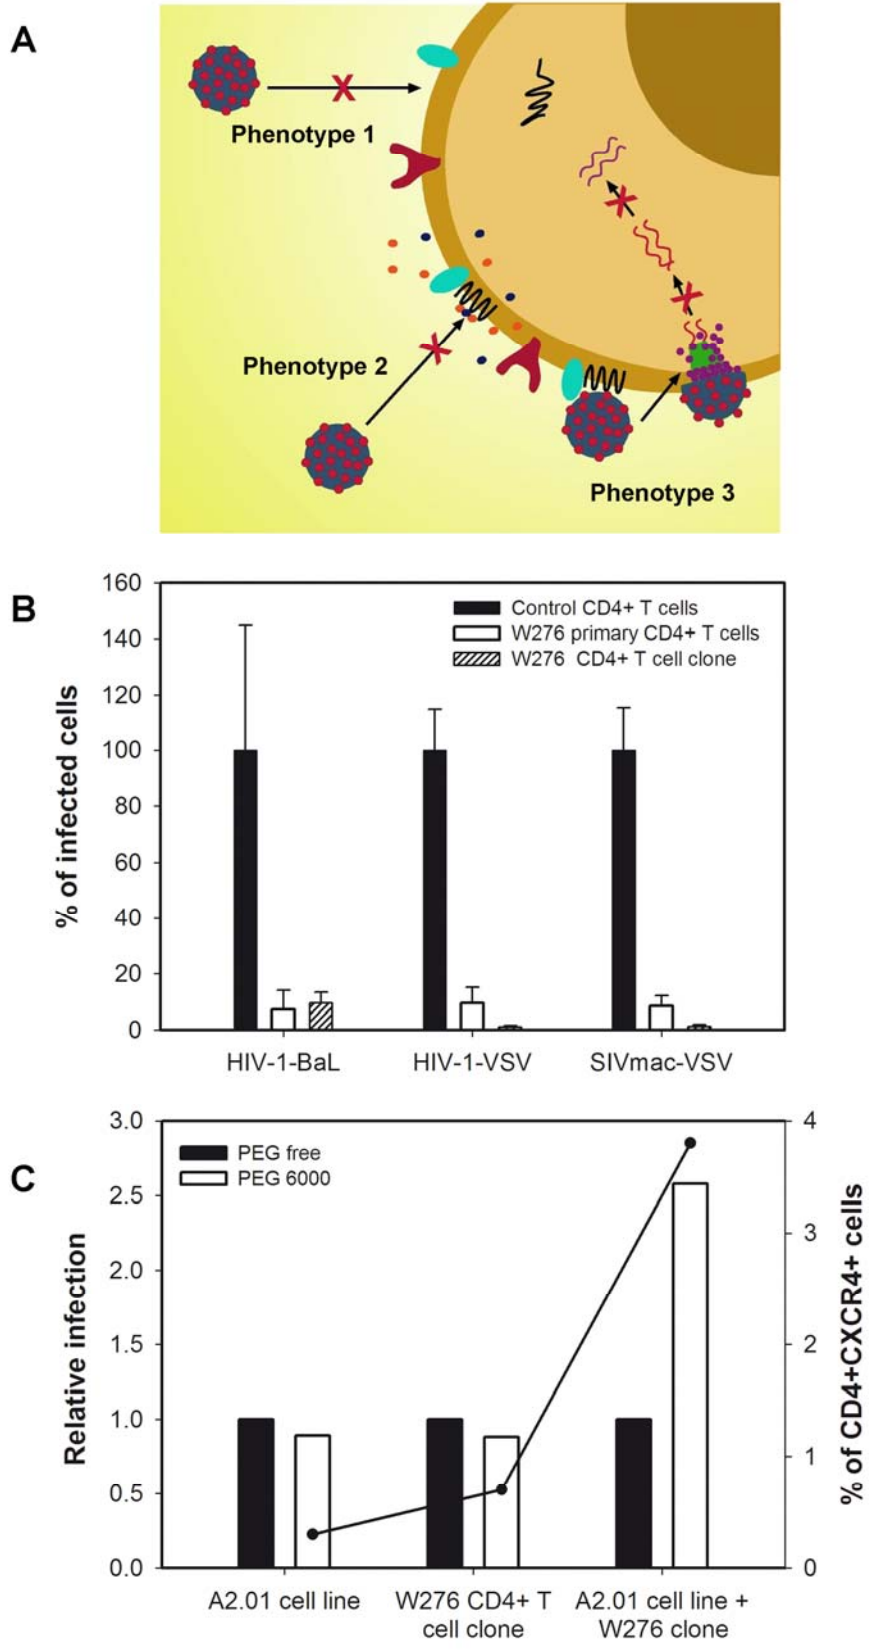 A
Phenotype 1
Phenotype 2
Phenotype 3
B
160
140
120
100
80
60
40
20
0
% of infected cells
Control CD4+ T cells
W276 primary CD4+ T cells
W276 CD4+ T cell clone
HIV-1-BaL
HIV-1-VSV
SIVmac-VSV
C
3.0
2.5
2.0
1.5
1.0
0.5
0.0
Relative infection
PEG free
PEG 6000
4
3
2
1
0
% of CD4+CXCR4+ cells
A2.01 cell line
W276 CD4+ T
cell clone
A2.01 cell line +
W276 clone